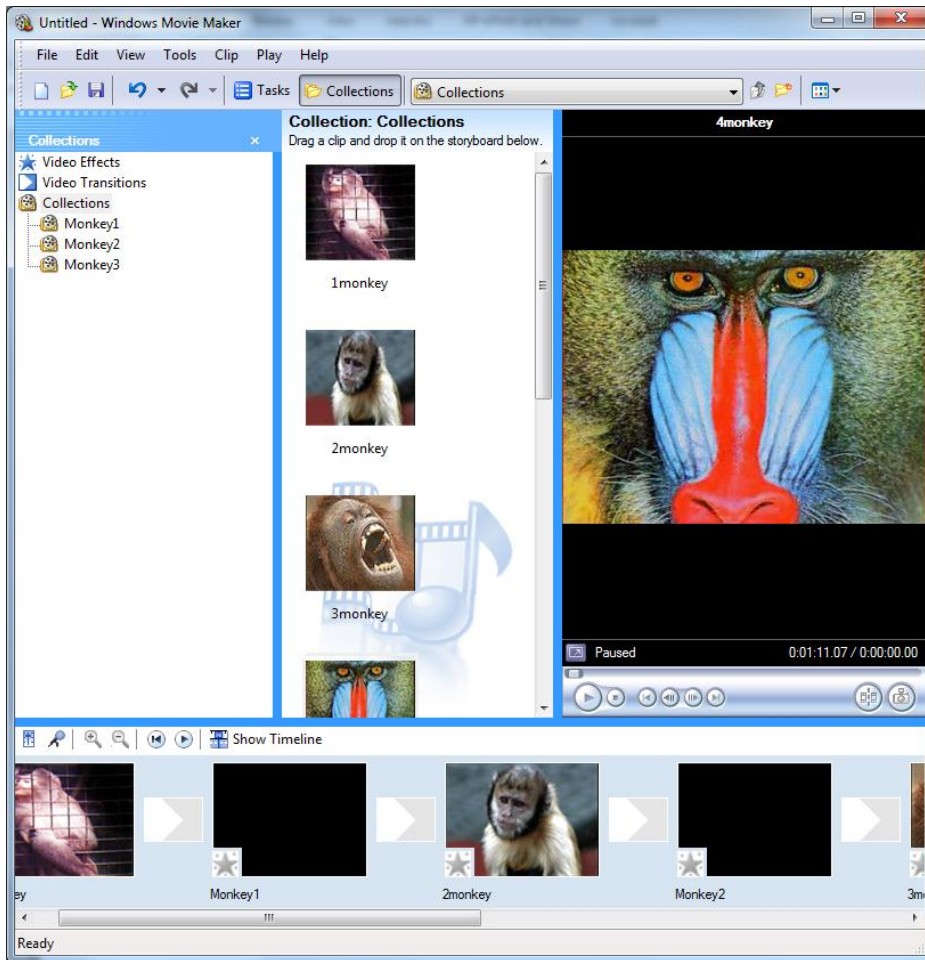 Untitled - Windows Movie Maker
File Edit View Tools Clip Play Help
Tasks Collections Collections
Collections
Video Effects
Video Transitions
Collections
Monkey1
Monkey2
Monkey3
Collection: Collections
Drag a clip and drop it on the storyboard below.
1monkey
2monkey
3monkey
4monkey
Paused 0:01:11.07 / 0:00:00.00
Show Timeline
ey Monkey1 2monkey Monkey2 3m
Ready